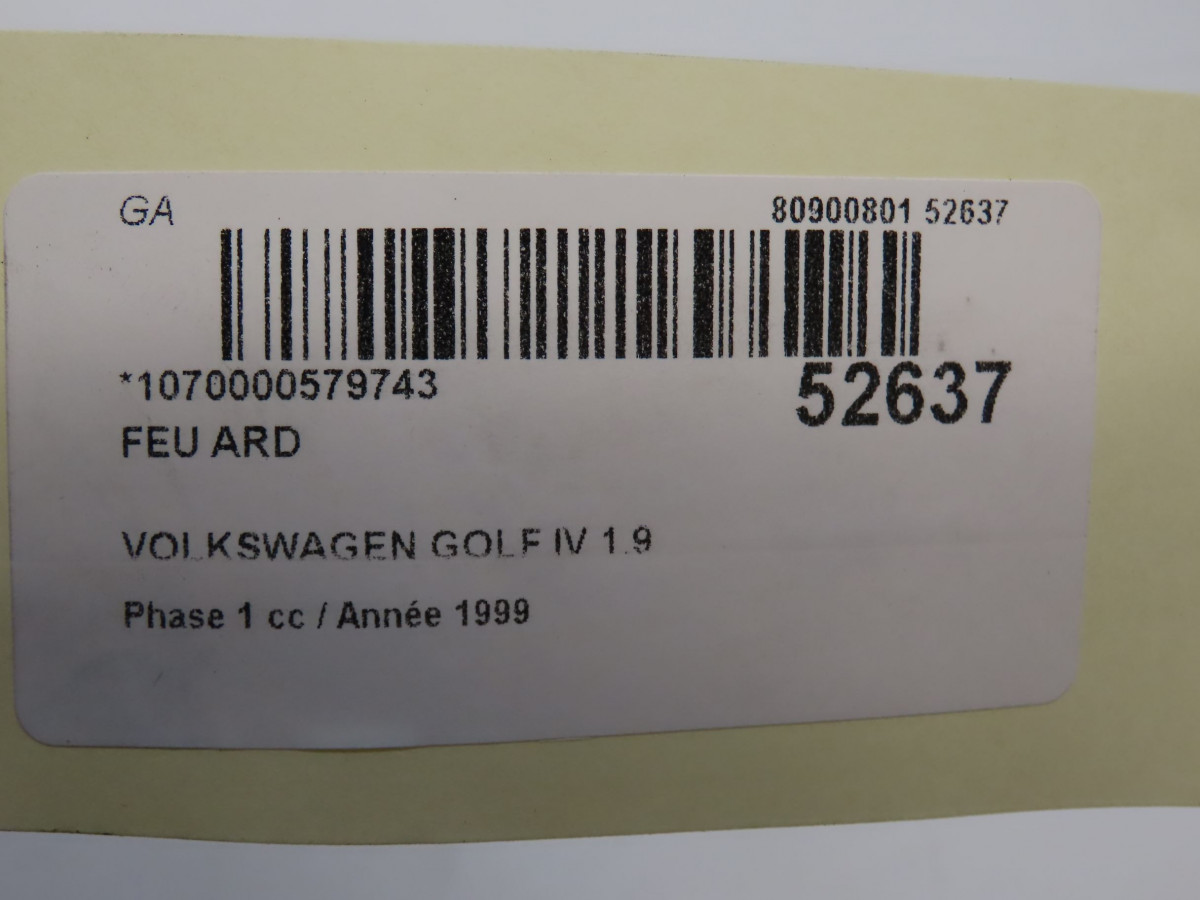 GA 80900801 52637
*1070000579743 52637
FEU ARD
VOLKSWAGEN GOLF IV 1.9
Phase 1 cc / Année 1999